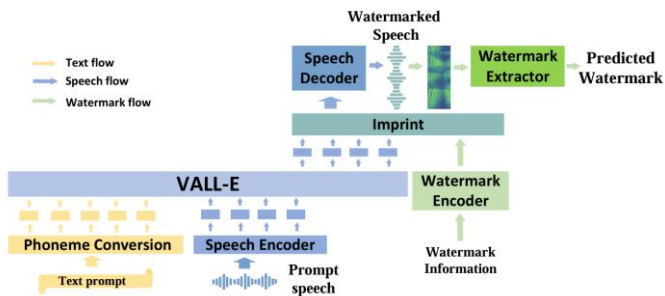 Text flow
Speech flow
Watermark flow
Watermarked
Speech
Speech
Decoder
Watermark
Extractor
Predicted
Watermark
Imprint
VALL-E
Watermark
Encoder
Phoneme Conversion
Speech Encoder
Text prompt
Prompt
speech
Watermark
Information